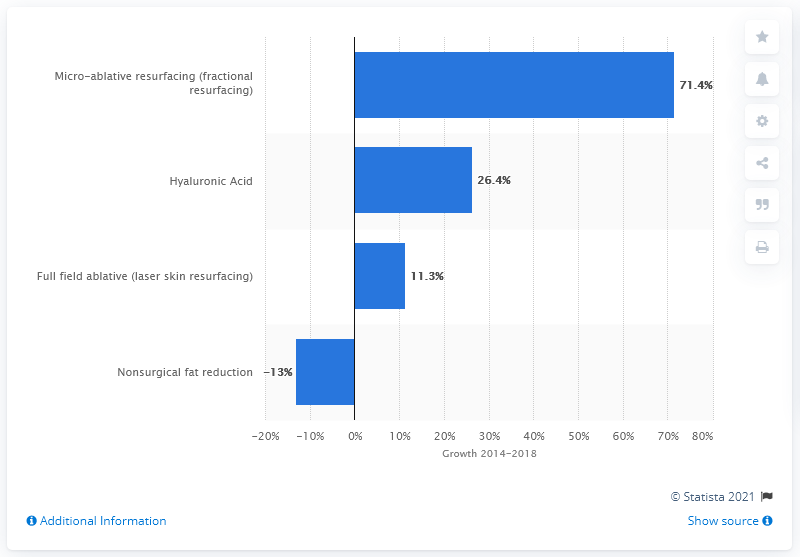 Micro-ablative resurfacing (fractional
resurfacing)
71.4%
Hyaluronic Acid
26.4%
Full field ablative (laser skin resurfacing)
11.3%
Nonsurgical fat reduction
−13%
−20% −10% 0% 10% 20% 30% 40% 50% 60% 70% 80%
Growth 2014–2018
© Statista 2021
Additional Information
Show source